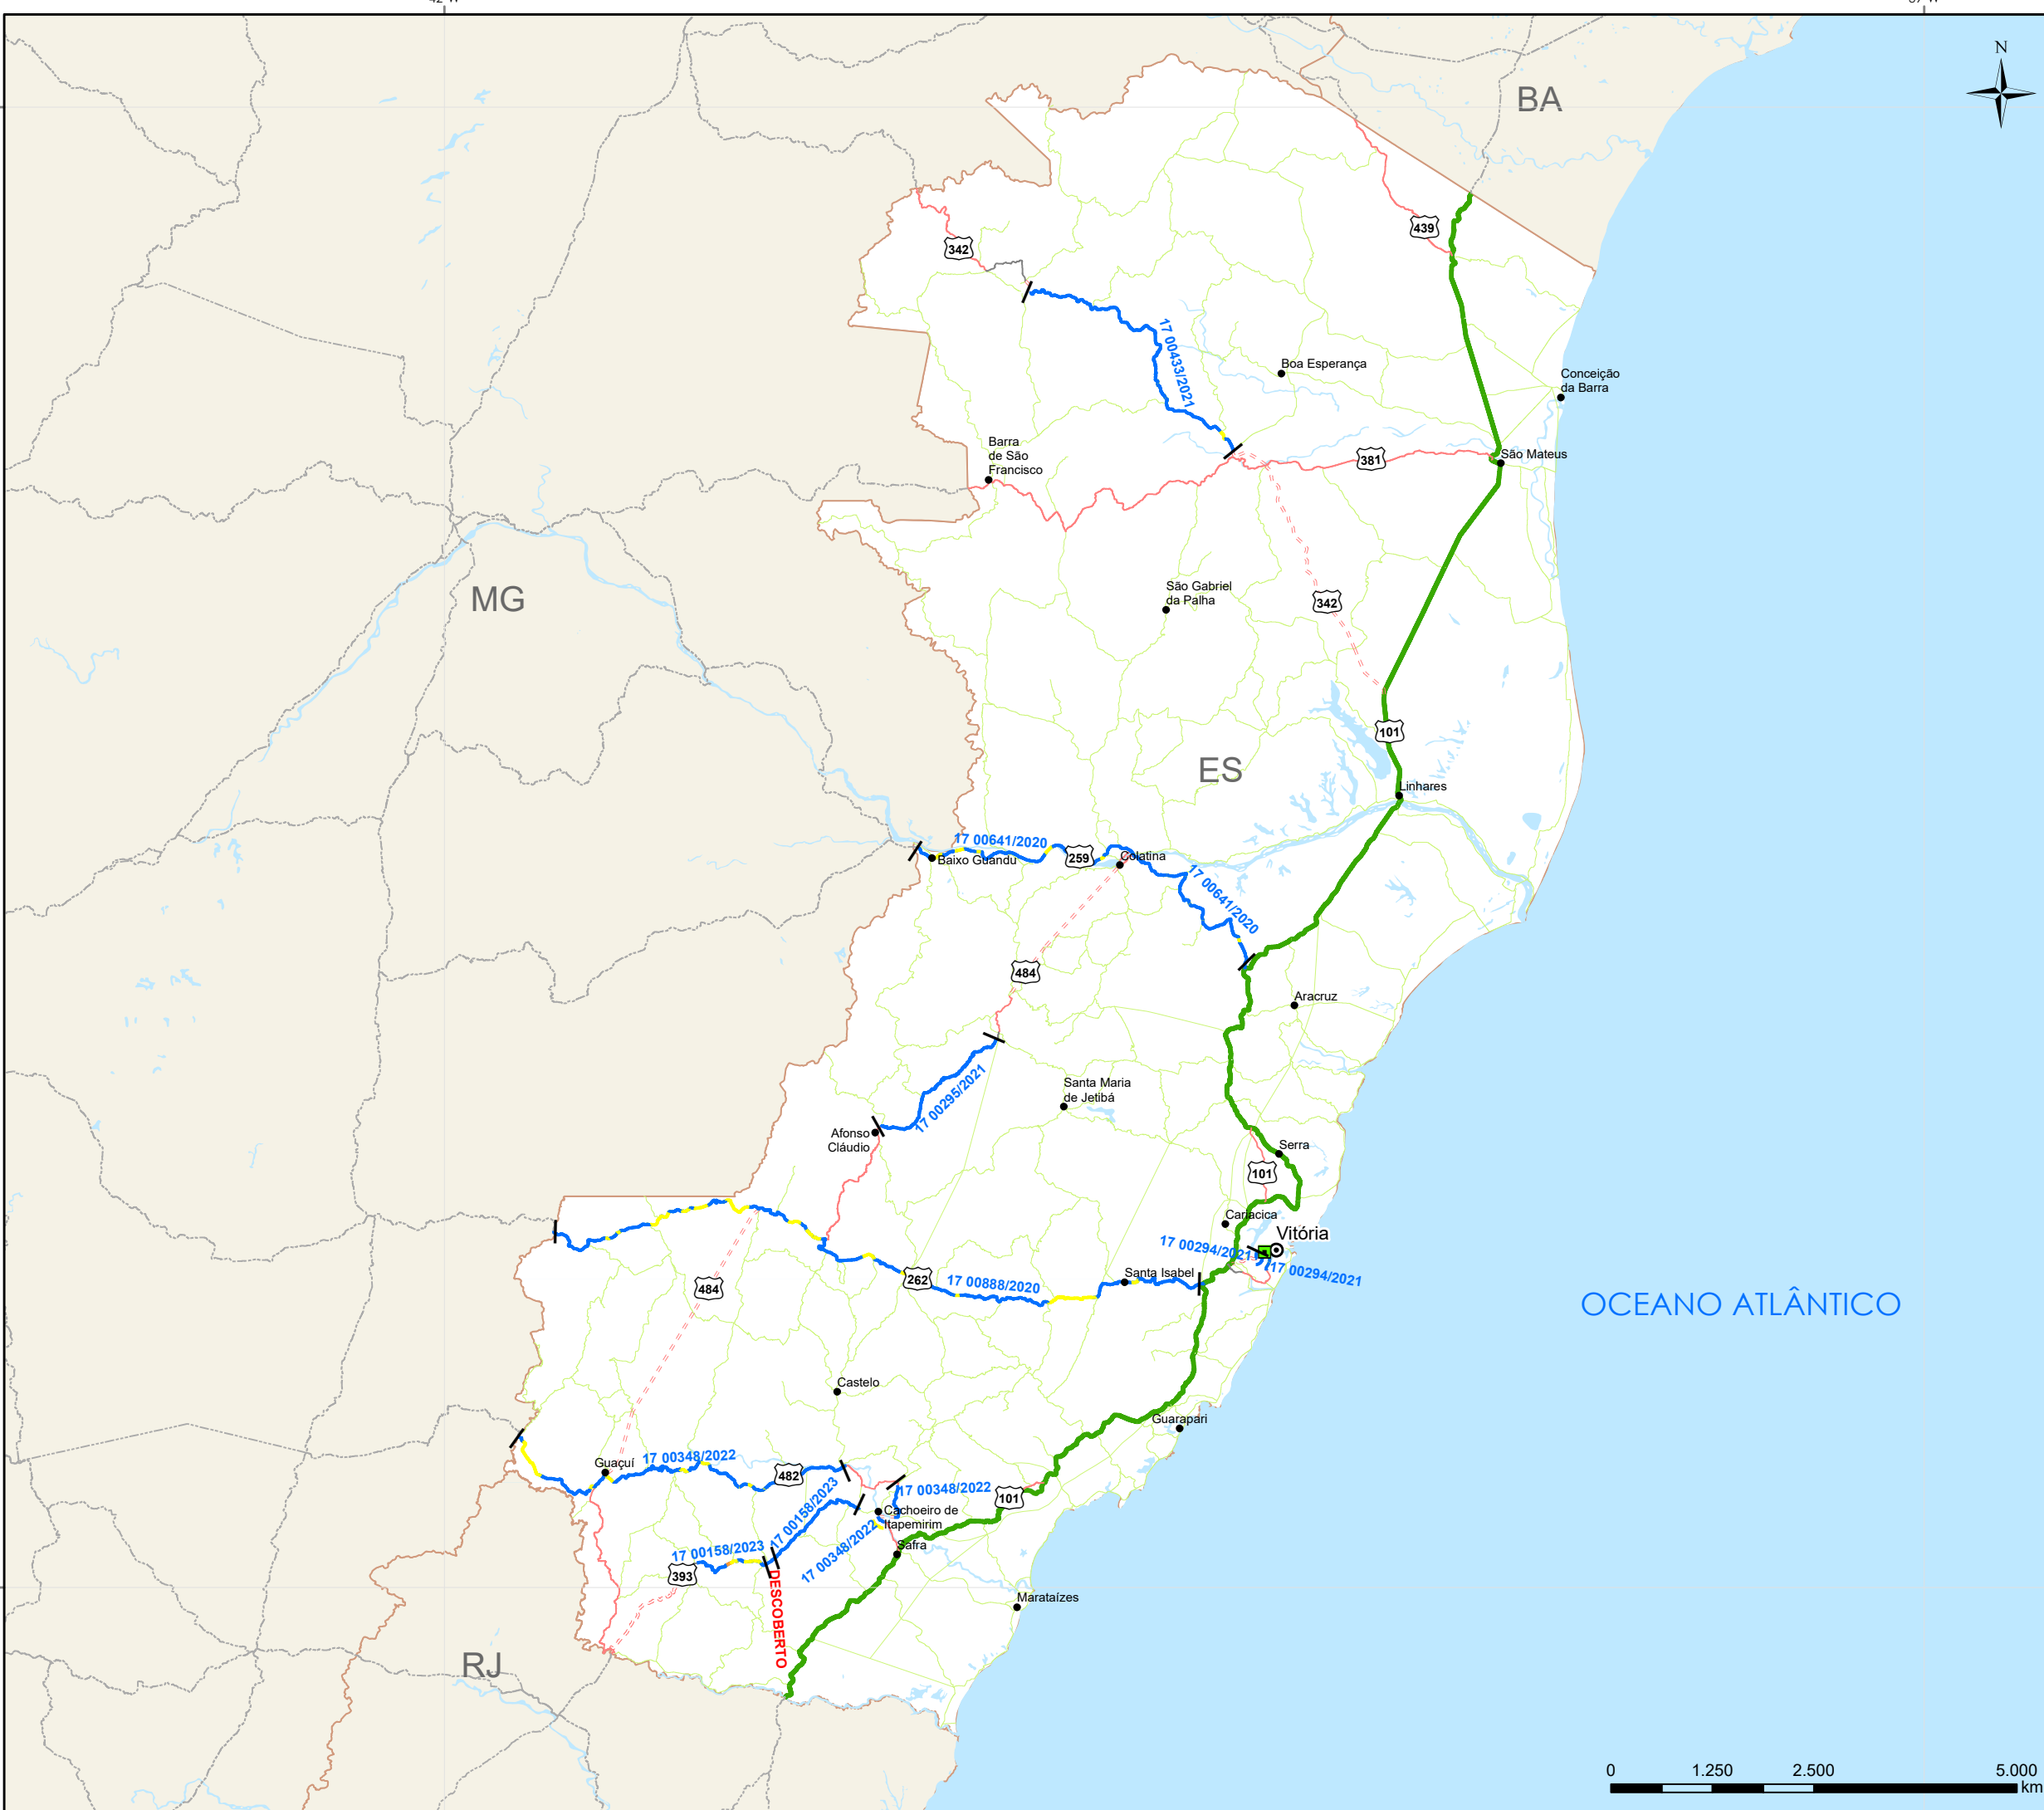 N
BA
439
342
17 00433/2021
Boa Esperança
Conceição
da Barra
Barra
de São
Francisco
381
São Mateus
MG
São Gabriel
da Palha
342
101
ES
Linhares
17 00641/2020
259
Baixo Guandu
Colatina
17 00641/2020
484
Aracruz
17 00295/2021
Santa Maria
de Jetibá
Afonso
Cláudio
Serra
101
Cariacica
Vitória
17 00294/2021
17 00294/2021
Santa Isabel
262
17 00888/2020
484
OCEANO ATLÂNTICO
Castelo
Guarapari
17 00348/2022
Guaçuí
482
17 00158/2023
17 00348/2022
101
Cachoeiro de
Itapemirim
17 00348/2022
Safra
17 00158/2023
393
DESCOBERTO
Marataízes
RJ
0 1.250 2.500 5.000
km